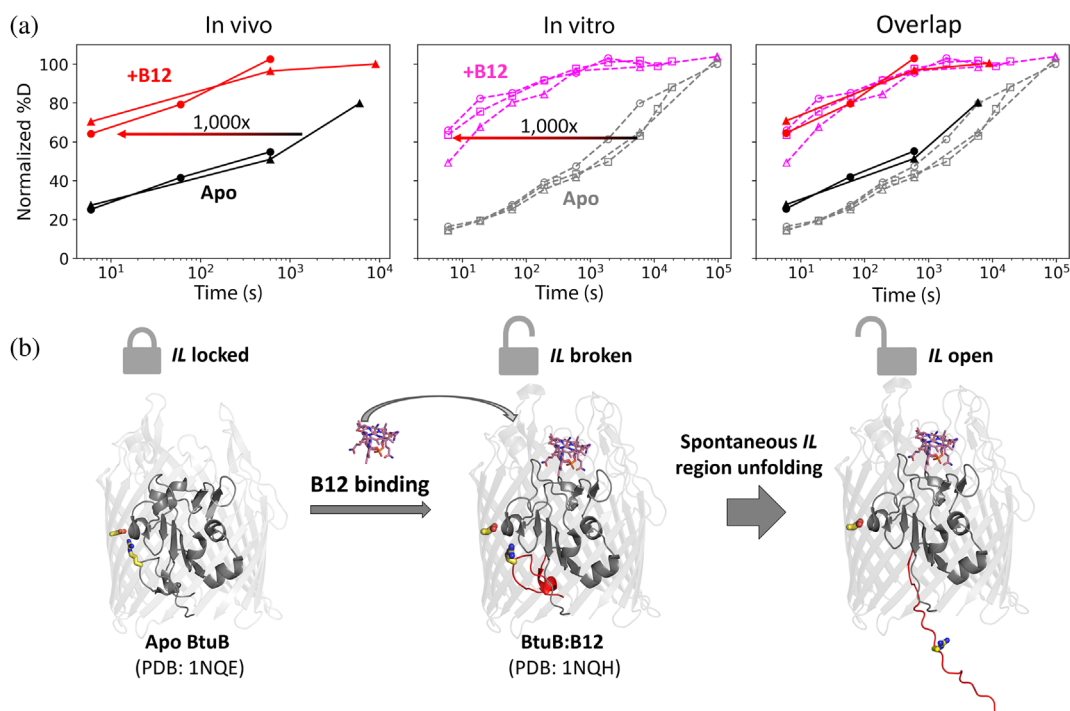 (a)
In vivo
In vitro
Overlap
Normalized %D
100
80
60
40
20
0
+B12
1,000x
Apo
10¹ 10² 10³ 10⁴
Time (s)
+B12
1,000x
Apo
10¹ 10² 10³ 10⁴ 10⁵
Time (s)
10¹ 10² 10³ 10⁴ 10⁵
Time (s)
(b)
IL locked
IL broken
IL open
B12 binding
Spontaneous IL
region unfolding
Apo BtuB
(PDB: 1NQE)
BtuB:B12
(PDB: 1NQH)